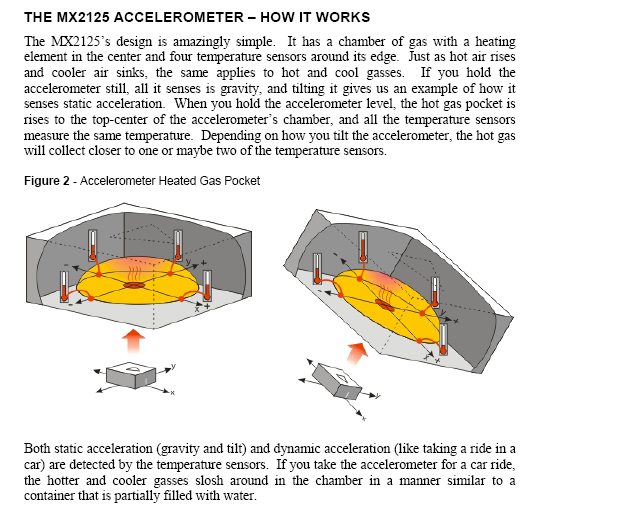 THE MX2125 ACCELEROMETER – HOW IT WORKS
The MX2125's design is amazingly simple. It has a chamber of gas with a heating
element in the center and four temperature sensors around its edge. Just as hot air rises
and cooler air sinks, the same applies to hot and cool gasses. If you hold the
accelerometer still, all it senses is gravity, and tilting it gives us an example of how it
senses static acceleration. When you hold the accelerometer level, the hot gas pocket is
rises to the top-center of the accelerometer's chamber, and all the temperature sensors
measure the same temperature. Depending on how you tilt the accelerometer, the hot gas
will collect closer to one or maybe two of the temperature sensors.
Figure 2 - Accelerometer Heated Gas Pocket
y +
-
-
x +
y
x
-
-
y +
x
y
x
Both static acceleration (gravity and tilt) and dynamic acceleration (like taking a ride in a
car) are detected by the temperature sensors. If you take the accelerometer for a car ride,
the hotter and cooler gasses slosh around in the chamber in a manner similar to a
container that is partially filled with water.